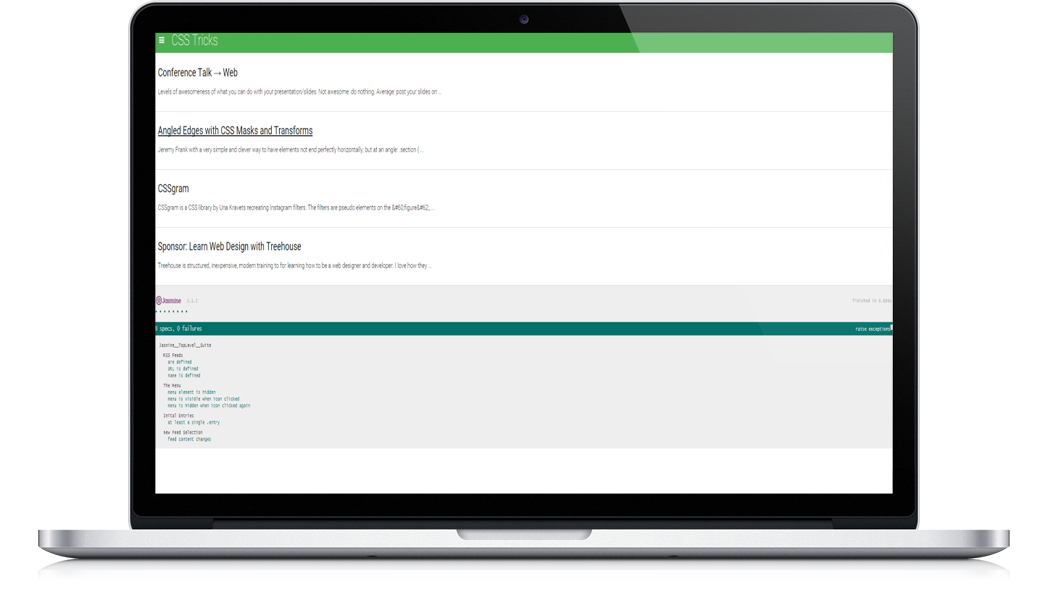 CSS Tricks
Conference Talk → Web
Levels of awesomeness of what you can do with your presentation/slides: Not awesome: do nothing. Average: post your slides on ...
Angled Edges with CSS Masks and Transforms
Jeremy Frank with a very simple and clever way to have elements not end perfectly horizontally, but at an angle: .section { ...
CSSgram
CSSgram is a CSS library by Una Kravets recreating Instagram filters. The filters are pseudo elements on the &#60;figure&#62;, ...
Sponsor: Learn Web Design with Treehouse
Treehouse is structured, inexpensive, modern training to for learning how to be a web designer and developer. I love how they ...
Jasmine
finished in
specs, 0 failures
raise exceptions
Jasmine__TopLevel__Suite
RSS Feeds
are defined
URL is defined
name is defined
The Menu
menu element is hidden
menu is visible when icon clicked
menu is hidden when icon clicked again
Initial Entries
at least a single .entry
New Feed Selection
feed content changes